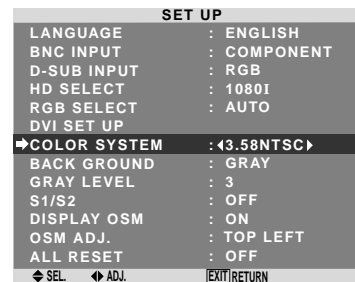 SET UP
LANGUAGE : ENGLISH
BNC INPUT : COMPONENT
D-SUB INPUT : RGB
HD SELECT : 1080I
RGB SELECT : AUTO
DVI SET UP
COLOR SYSTEM : 3.58NTSC
BACK GROUND : GRAY
GRAY LEVEL : 3
S1/S2 : OFF
DISPLAY OSM : ON
OSM ADJ. : TOP LEFT
ALL RESET : OFF
SEL. ADJ. EXIT RETURN